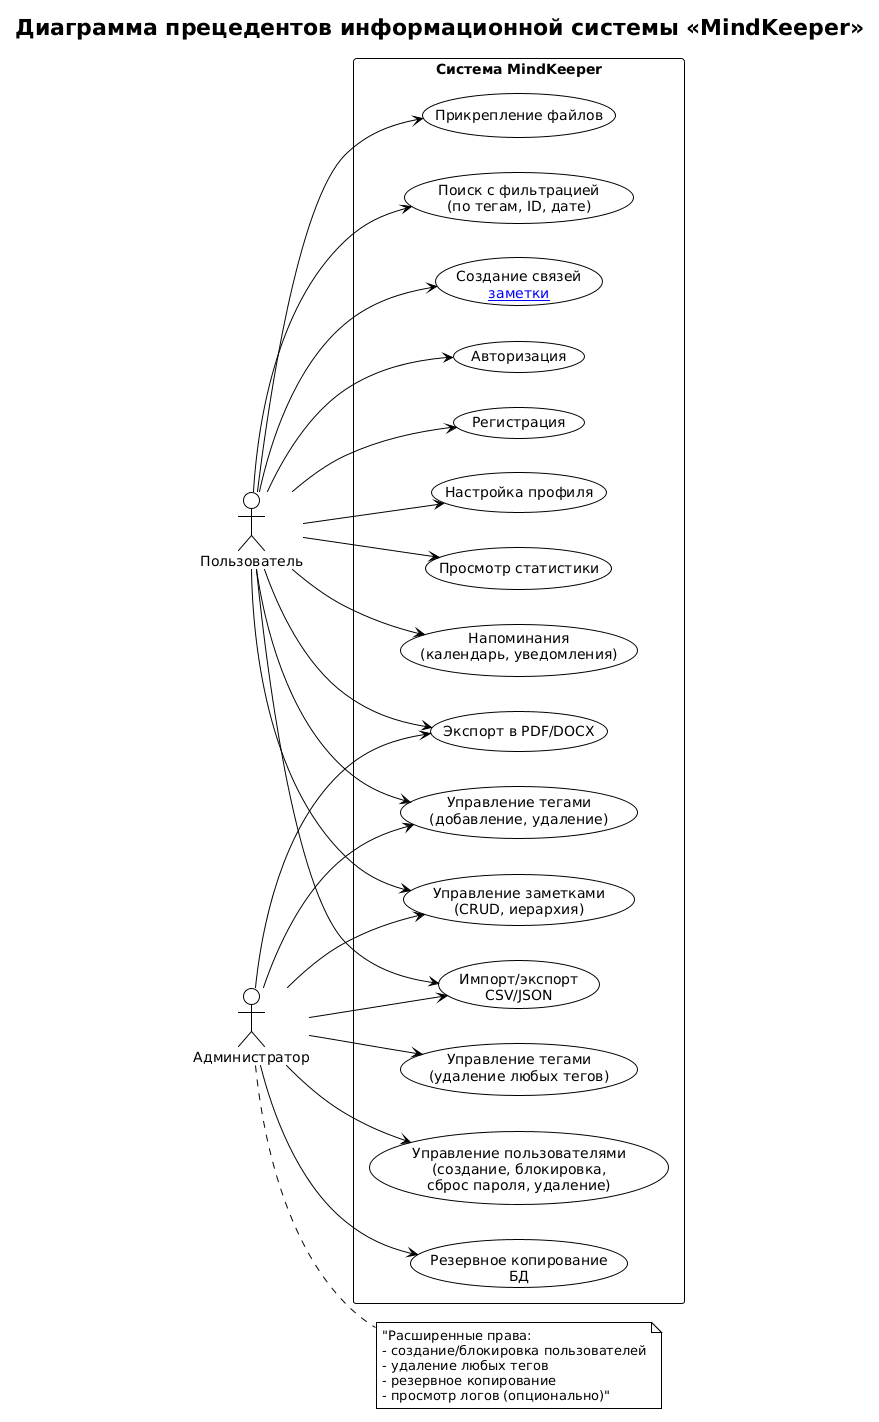 Диаграмма прецедентов информационной системы «MindKeeper»
Система MindKeeper
Прикрепление файлов
Поиск с фильтрацией
(по тегам, ID, дате)
Создание связей
заметки
Авторизация
Регистрация
Настройка профиля
Просмотр статистики
Пользователь
Напоминания
(календарь, уведомления)
Экспорт в PDF/DOCX
Управление тегами
(добавление, удаление)
Управление заметками
(CRUD, иерархия)
Импорт/экспорт
CSV/JSON
Администратор
Управление тегами
(удаление любых тегов)
Управление пользователями
(создание, блокировка,
сброс пароля, удаление)
Резервное копирование
БД
"Расширенные права:
- создание/блокировка пользователей
- удаление любых тегов
- резервное копирование
- просмотр логов (опционально)"